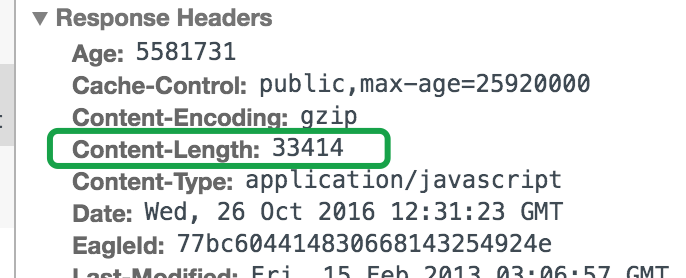 ▼ Response Headers
Age: 5581731
Cache-Control: public,max-age=25920000
Content-Encoding: gzip
Content-Length: 33414
Content-Type: application/javascript
Date: Wed, 26 Oct 2016 12:31:23 GMT
EagleId: 77bc604414830668143254924e
Last-Modified: Fri, 15 Feb 2013 03:06:57 GMT